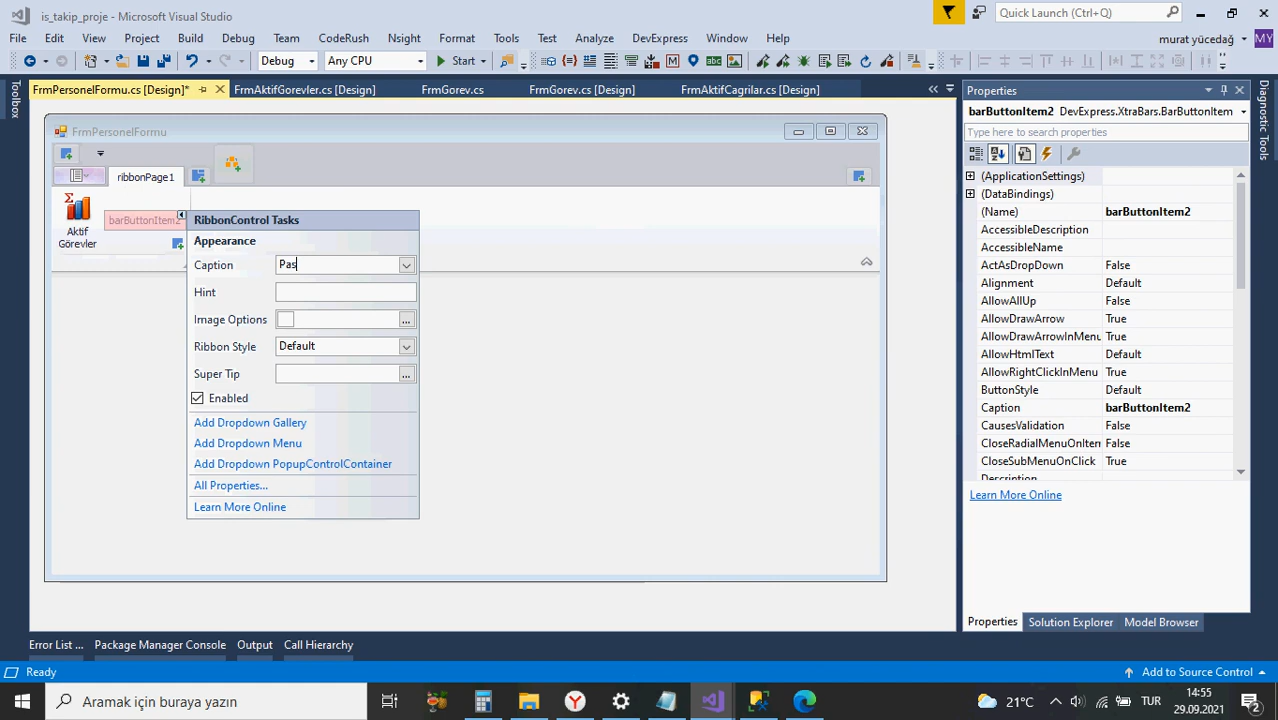 is_takip_proje - Microsoft Visual Studio
Quick Launch (Ctrl+Q)
File Edit View Project Build Debug Team CodeRush Nsight Format Tools Test Analyze DevExpress Window Help
murat yücedağ MY
Debug Any CPU Start
FrmPersonelFormu.cs [Design]* FrmAktifGorevler.cs [Design] FrmGorev.cs FrmGorev.cs [Design] FrmAktifCagrilar.cs [Design]
Toolbox
FrmPersonelFormu
ribbonPage1
Aktif
Görevler
barButtonItem2
RibbonControl Tasks
Appearance
Caption Pas
Hint
Image Options ...
Ribbon Style Default
Super Tip ...
Enabled
Add Dropdown Gallery
Add Dropdown Menu
Add Dropdown PopupControlContainer
All Properties...
Learn More Online
Properties
barButtonItem2 DevExpress.XtraBars.BarButtonItem
Type here to search properties
(ApplicationSettings)
(DataBindings)
(Name) barButtonItem2
AccessibleDescription
AccessibleName
ActAsDropDown False
Alignment Default
AllowAllUp False
AllowDrawArrow True
AllowDrawArrowInMenu True
AllowHtmlText Default
AllowRightClickInMenu True
ButtonStyle Default
Caption barButtonItem2
CausesValidation False
CloseRadialMenuOnItem False
CloseSubMenuOnClick True
Description
Learn More Online
Properties Solution Explorer Model Browser
Diagnostic Tools
Error List ... Package Manager Console Output Call Hierarchy
Ready
Add to Source Control
Aramak için buraya yazın
21°C
TUR
14:55
29.09.2021
2